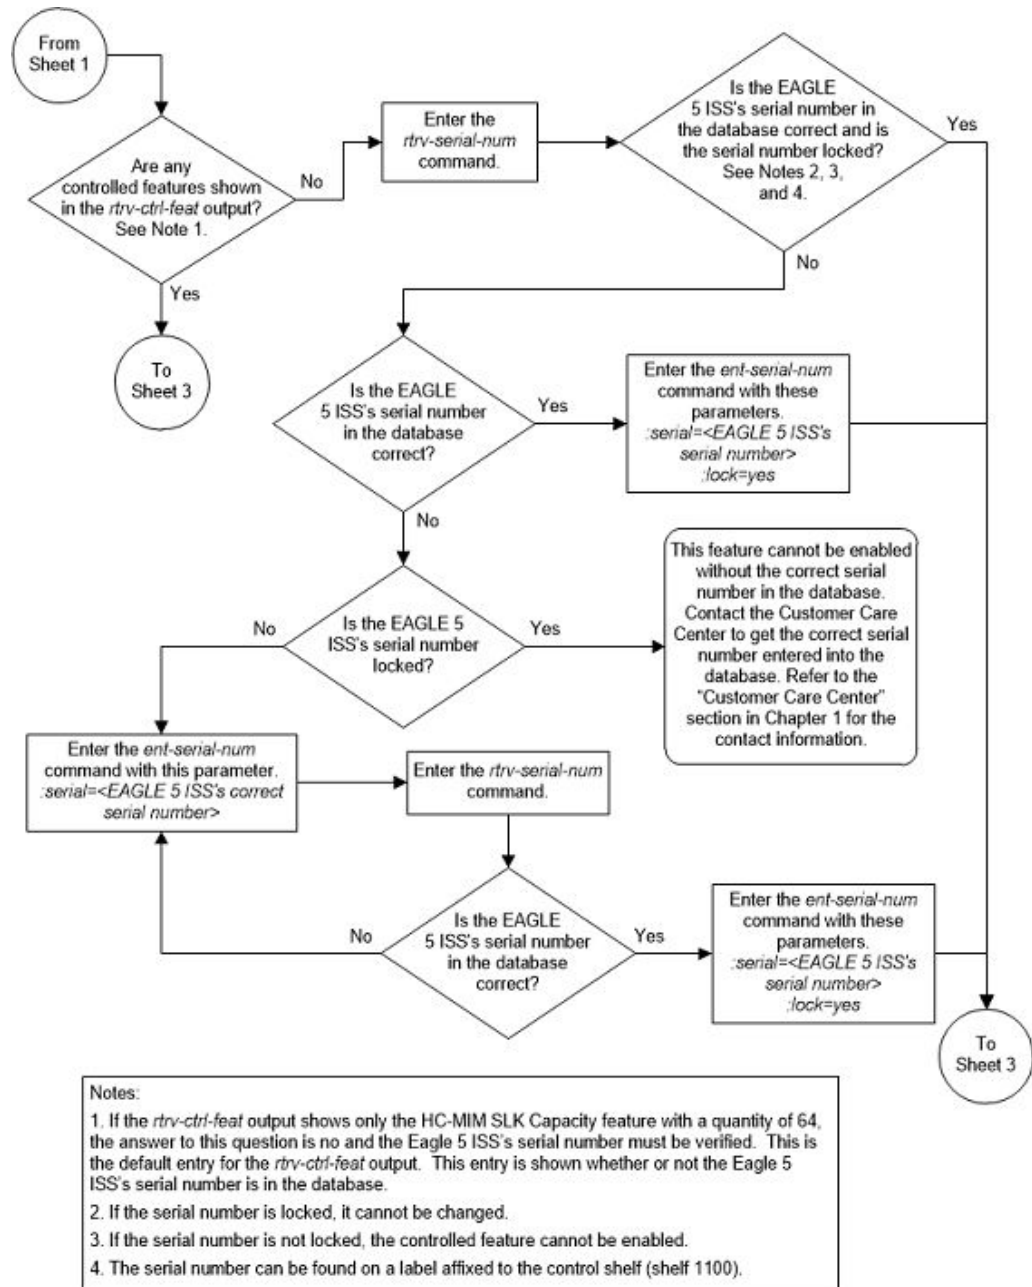 From
Sheet 1
Are any
controlled features shown
in the rtrv-ctrl-feat output?
See Note 1.
No
Yes
To
Sheet 3
Enter the
rtrv-serial-num
command.
Is the EAGLE
5 ISS's serial number in
the database correct and is
the serial number locked?
See Notes 2, 3,
and 4.
Yes
No
Is the EAGLE
5 ISS's serial number
in the database
correct?
Yes
No
Enter the ent-serial-num
command with these
parameters.
:serial=<EAGLE 5 ISS's
serial number>
:lock=yes
Is the EAGLE 5
ISS's serial number
locked?
No
Yes
This feature cannot be enabled
without the correct serial
number in the database.
Contact the Customer Care
Center to get the correct serial
number entered into the
database. Refer to the
"Customer Care Center"
section in Chapter 1 for the
contact information.
Enter the ent-serial-num
command with this parameter.
:serial=<EAGLE 5 ISS's correct
serial number>
Enter the rtrv-serial-num
command.
Is the EAGLE
5 ISS's serial number
in the database
correct?
No
Yes
Enter the ent-serial-num
command with these
parameters.
:serial=<EAGLE 5 ISS's
serial number>
:lock=yes
To
Sheet 3
Notes:
1. If the rtrv-ctrl-feat output shows only the HC-MIM SLK Capacity feature with a quantity of 64,
the answer to this question is no and the Eagle 5 ISS's serial number must be verified. This is
the default entry for the rtrv-ctrl-feat output. This entry is shown whether or not the Eagle 5
ISS's serial number is in the database.
2. If the serial number is locked, it cannot be changed.
3. If the serial number is not locked, the controlled feature cannot be enabled.
4. The serial number can be found on a label affixed to the control shelf (shelf 1100).